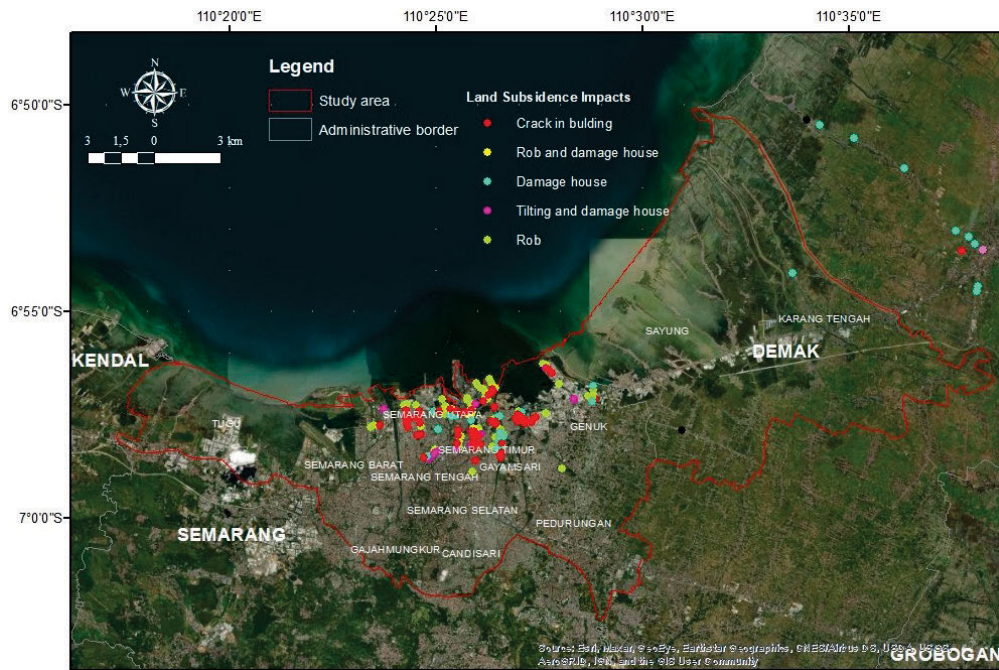 110°20'0"E 110°25'0"E 110°30'0"E 110°35'0"E
6°50'0"S
6°55'0"S
7°0'0"S
N
W E
S
3 1,5 0 3 km
Legend
Study area
Administrative border
Land Subsidence Impacts
Crack in bulding
Rob and damage house
Damage house
Tilting and damage house
Rob
KENDAL
SAYUNG
KARANG TENGAH
DEMAK
TUGU
SEMARANG UTARA
GENUK
SEMARANG TIMUR
SEMARANG BARAT
GAYAMSARI
SEMARANG TENGAH
SEMARANG SELATAN
PEDURUNGAN
SEMARANG
GAJAHMUNGKUR
CANDISARI
Source: Esri, Maxar, GeoEye, Earthstar Geographics, CNES/Airbus DS, USDA, USGS,
AeroGRID, IGN, and the GIS User Community
GROBOGAN